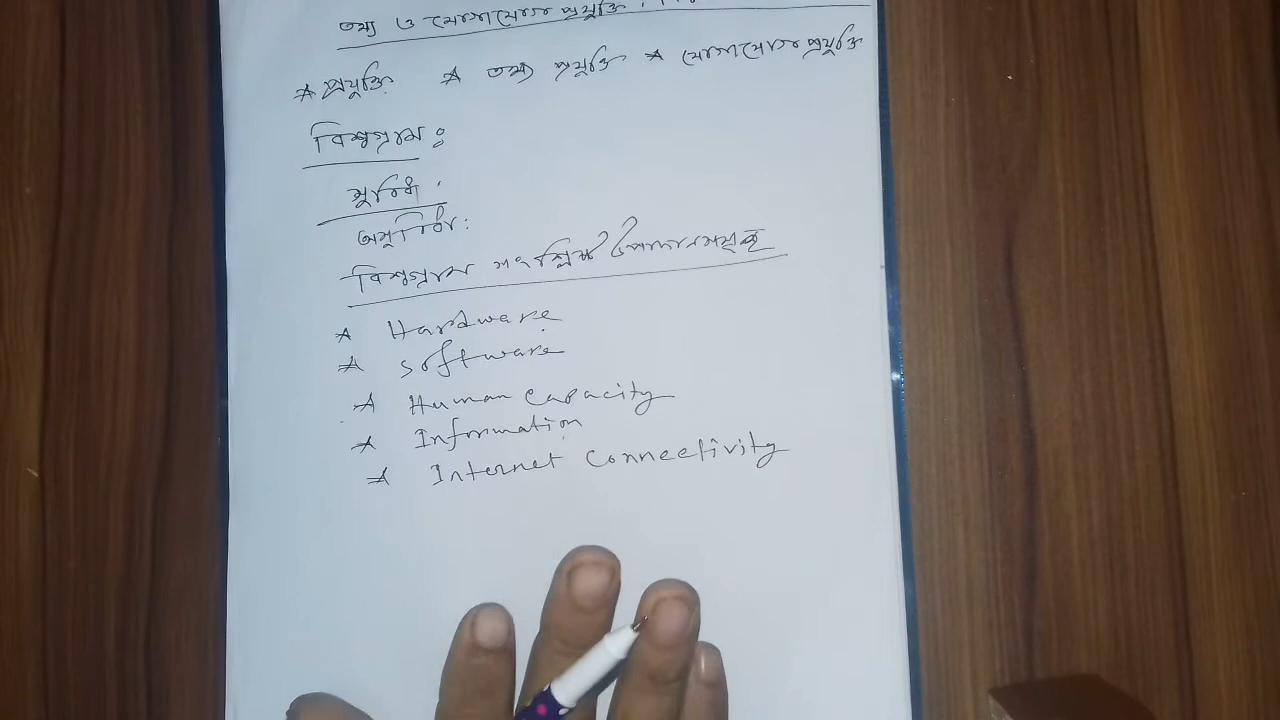 তথ্য ও যোগাযোগ প্রযুক্তি :
* প্রযুক্তি * তথ্য প্রযুক্তি * যোগাযোগ প্রযুক্তি
বিশ্বগ্রাম :
সুবিধা :
অসুবিধা :
বিশ্বগ্রাম সংশ্লিষ্ট উপাদানসমূহ
* Hardware
* Software
* Human Capacity
* Information
* Internet Connectivity